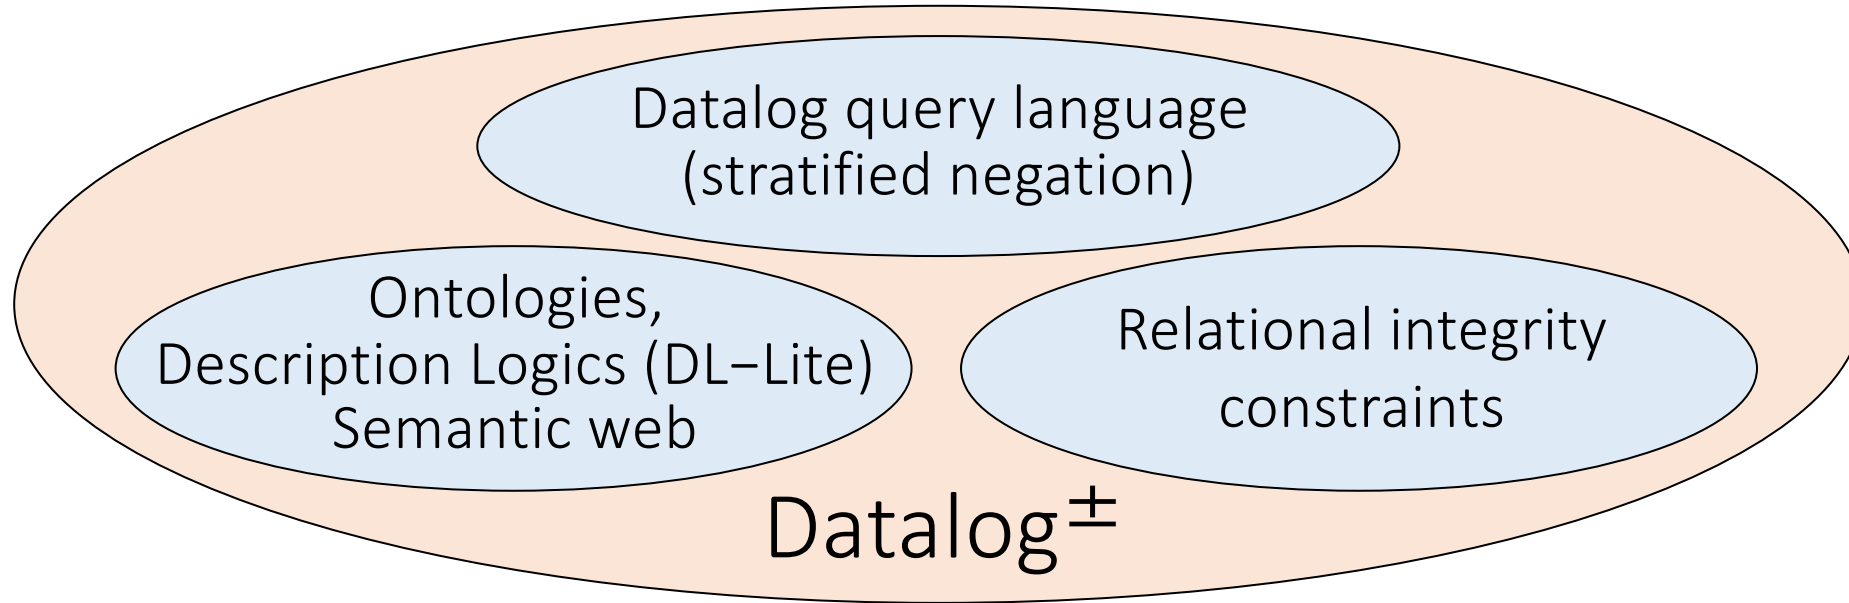 Datalog query language
(stratified negation)
Ontologies,
Description Logics (DL−Lite)
Semantic web
Relational integrity
constraints
Datalog±